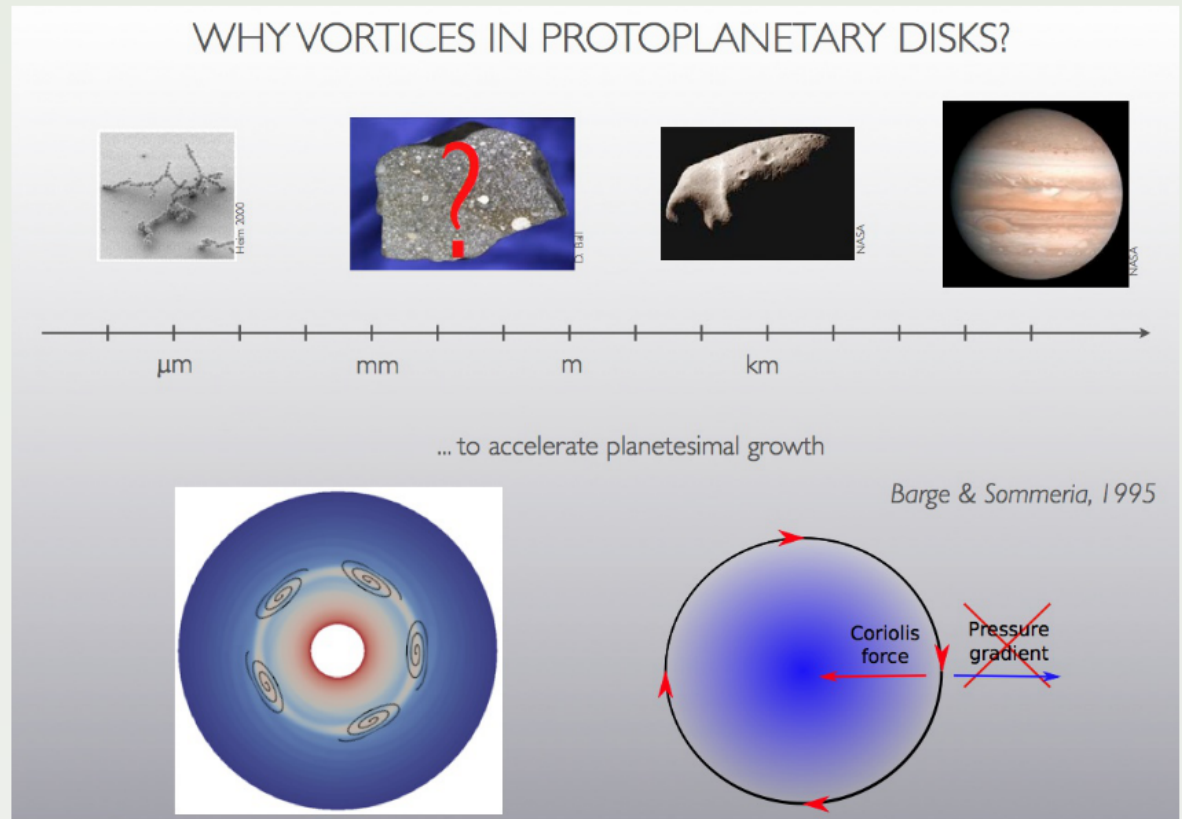 WHY VORTICES IN PROTOPLANETARY DISKS?
Heim 2000
D. Ball
NASA
NASA
μm mm m km
... to accelerate planetesimal growth
Barge & Sommeria, 1995
Coriolis
force
Pressure
gradient
?